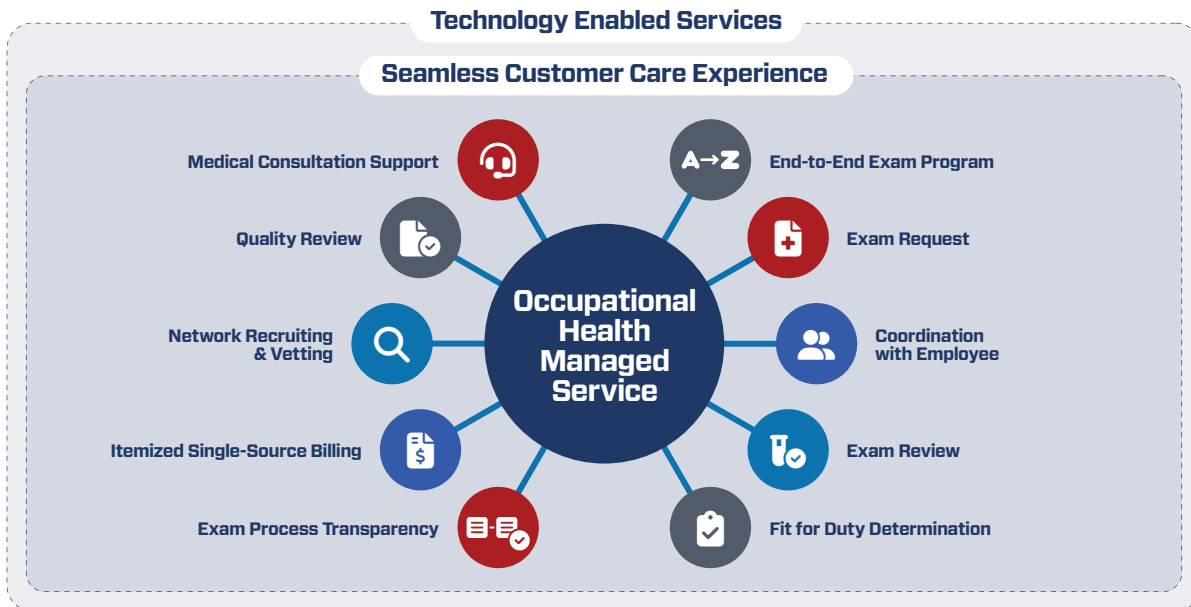 Technology Enabled Services
Seamless Customer Care Experience
Medical Consultation Support
A→Z
End-to-End Exam Program
Quality Review
Exam Request
Occupational
Health
Managed
Service
Network Recruiting
& Vetting
Coordination
with Employee
Itemized Single-Source Billing
$
Exam Review
Exam Process Transparency
Fit for Duty Determination